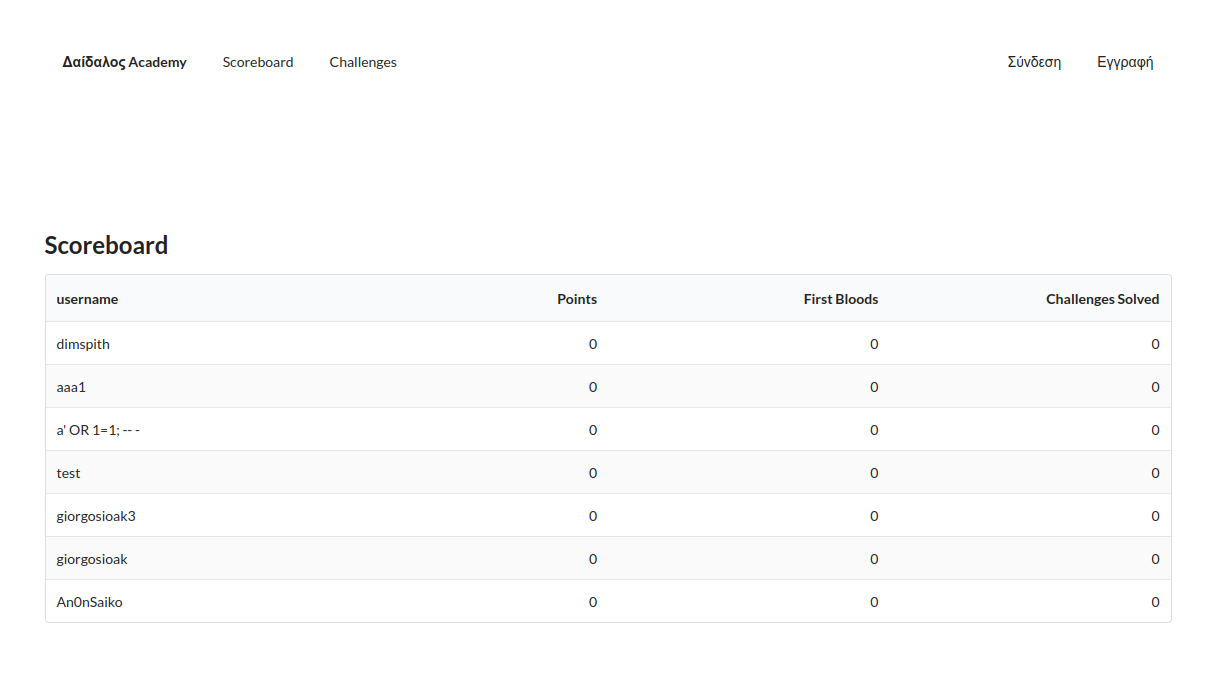 Δαίδαλος Academy Scoreboard Challenges Σύνδεση Εγγραφή
Scoreboard
username Points First Bloods Challenges Solved
dimspith 0 0 0
aaa1 0 0 0
a' OR 1=1; -- - 0 0 0
test 0 0 0
giorgosioak3 0 0 0
giorgosioak 0 0 0
An0nSaiko 0 0 0